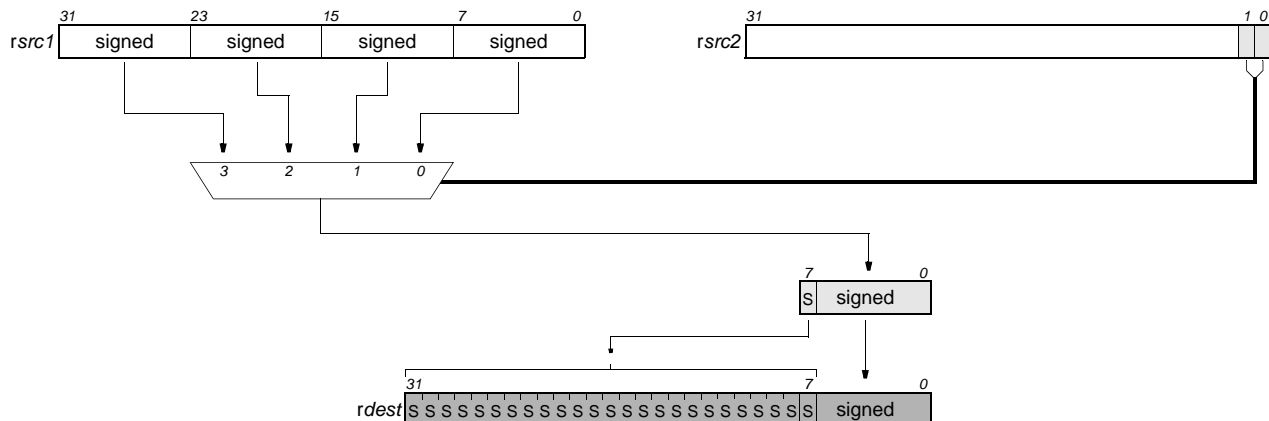 31 23 15 7 0 31 1 0
rsrc1 signed signed signed signed rsrc2
3 2 1 0
7 0
S signed
31 7 0
rdest S S S S S S S S S S S S S S S S S S S S S S S S S signed